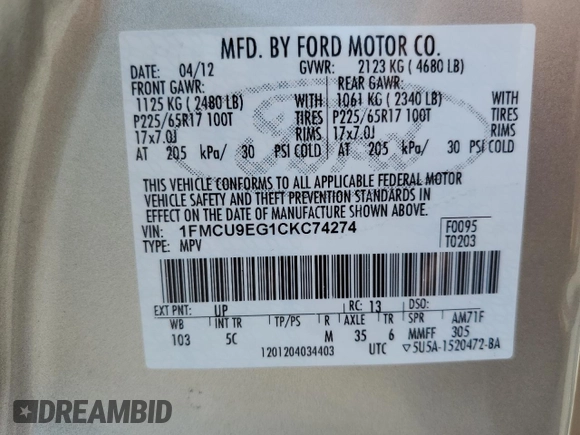 MFD. BY FORD MOTOR CO.
DATE: 04/12 GVWR: 2123 KG ( 4680 LB)
FRONT GAWR: REAR GAWR:
1125 KG ( 2480 LB) WITH 1061 KG ( 2340 LB) WITH
P225/65R17 100T TIRES P225/65R17 100T TIRES
17x7.0J RIMS 17x7.0J RIMS
AT 205 kPa/ 30 PSI COLD AT 205 kPa/ 30 PSI COLD
THIS VEHICLE CONFORMS TO ALL APPLICABLE FEDERAL MOTOR
VEHICLE SAFETY AND THEFT PREVENTION STANDARDS IN
EFFECT ON THE DATE OF MANUFACTURE SHOWN ABOVE.
VIN: 1FMCU9EG1CKC74274 F0095
TYPE: MPV T0203
EXT PNT: UP RC: 13 DSO:
WB INT TR TP/PS R AXLE TR SPR AM71F
103 5C M 35 6 MMFF 305
1201204034403 UTC ▽5U5A-1520472-BA
Ford
DREAMBID